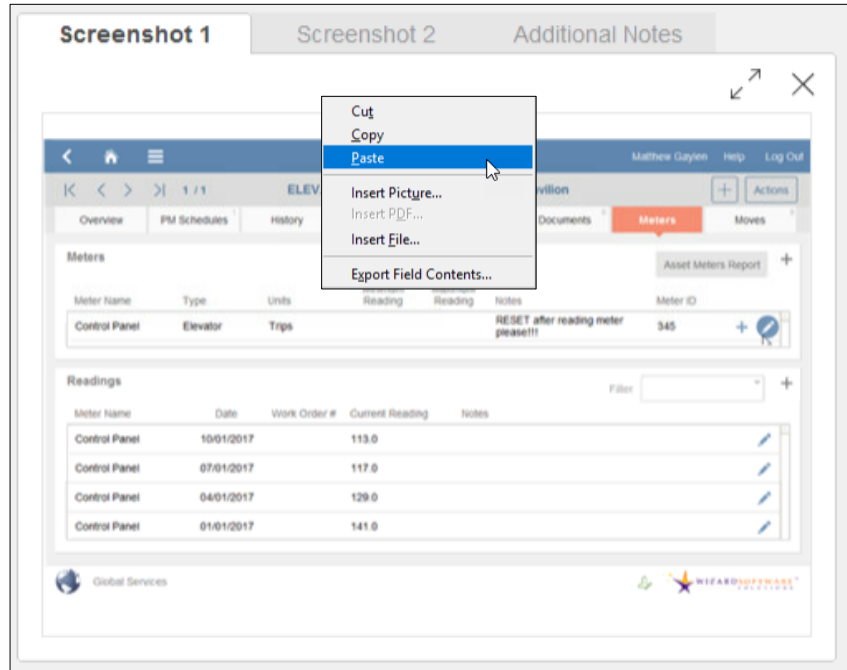 Screenshot 1 Screenshot 2 Additional Notes
Cut
Copy
Paste
Insert Picture...
Insert PDF...
Insert File...
Export Field Contents...
Matthew Gaylen Help Log Out
1 / 1 ELEV vilion + Actions
Overview PM Schedules History Documents Meters Moves
Meters Asset Meters Report +
Meter Name Type Units Reading Reading Notes Meter ID
Control Panel Elevator Trips RESET after reading meter please!!! 345 +
Readings Filter +
Meter Name Date Work Order # Current Reading Notes
Control Panel 10/01/2017 113.0
Control Panel 07/01/2017 117.0
Control Panel 04/01/2017 129.0
Control Panel 01/01/2017 141.0
Global Services WIZARDSOFTWARE
SOLUTIONS